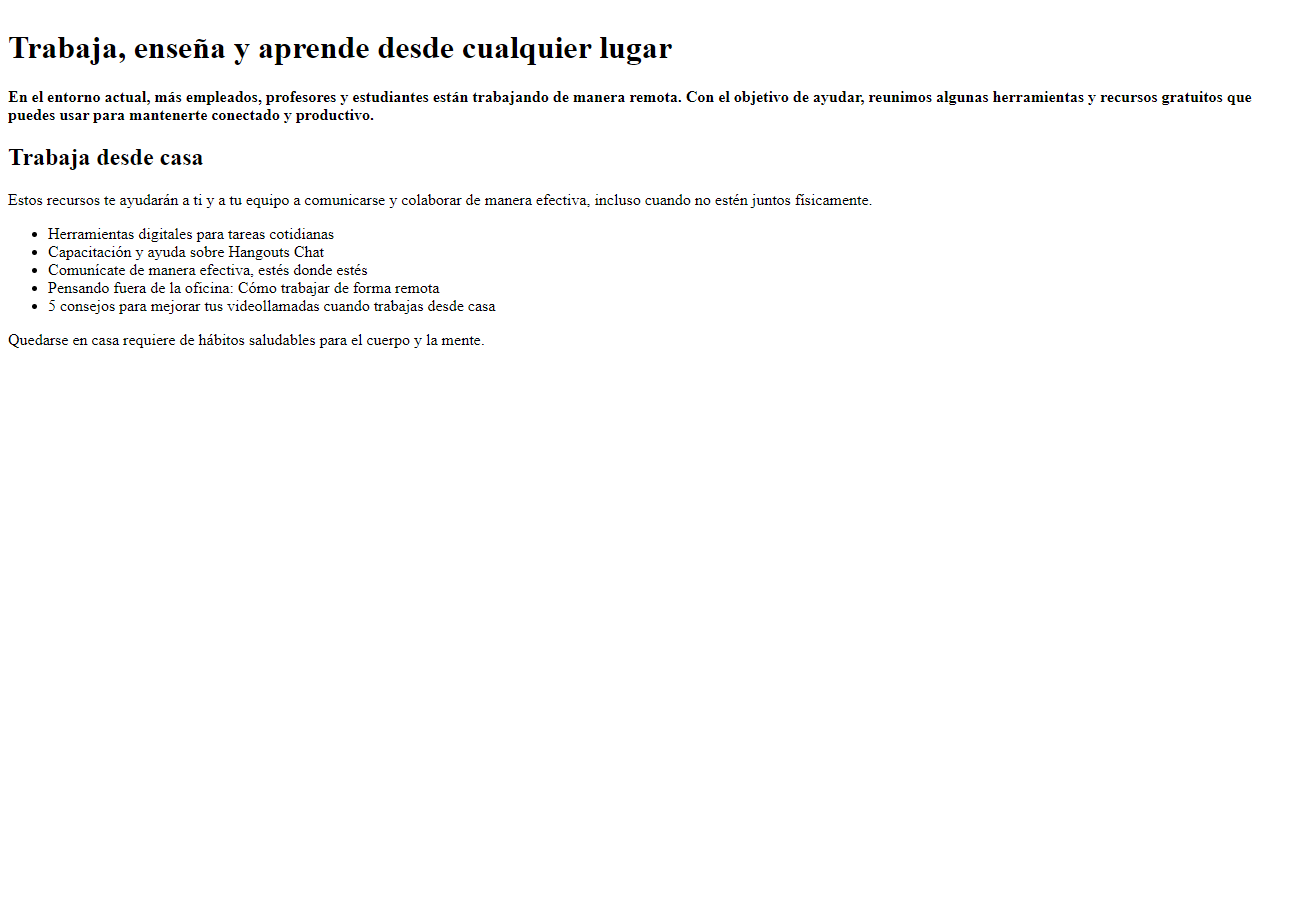 Trabaja, enseña y aprende desde cualquier lugar
En el entorno actual, más empleados, profesores y estudiantes están trabajando de manera remota. Con el objetivo de ayudar, reunimos algunas herramientas y recursos gratuitos que
puedes usar para mantenerte conectado y productivo.
Trabaja desde casa
Estos recursos te ayudarán a ti y a tu equipo a comunicarse y colaborar de manera efectiva, incluso cuando no estén juntos físicamente.
• Herramientas digitales para tareas cotidianas
• Capacitación y ayuda sobre Hangouts Chat
• Comunícate de manera efectiva, estés donde estés
• Pensando fuera de la oficina: Cómo trabajar de forma remota
• 5 consejos para mejorar tus videollamadas cuando trabajas desde casa
Quedarse en casa requiere de hábitos saludables para el cuerpo y la mente.